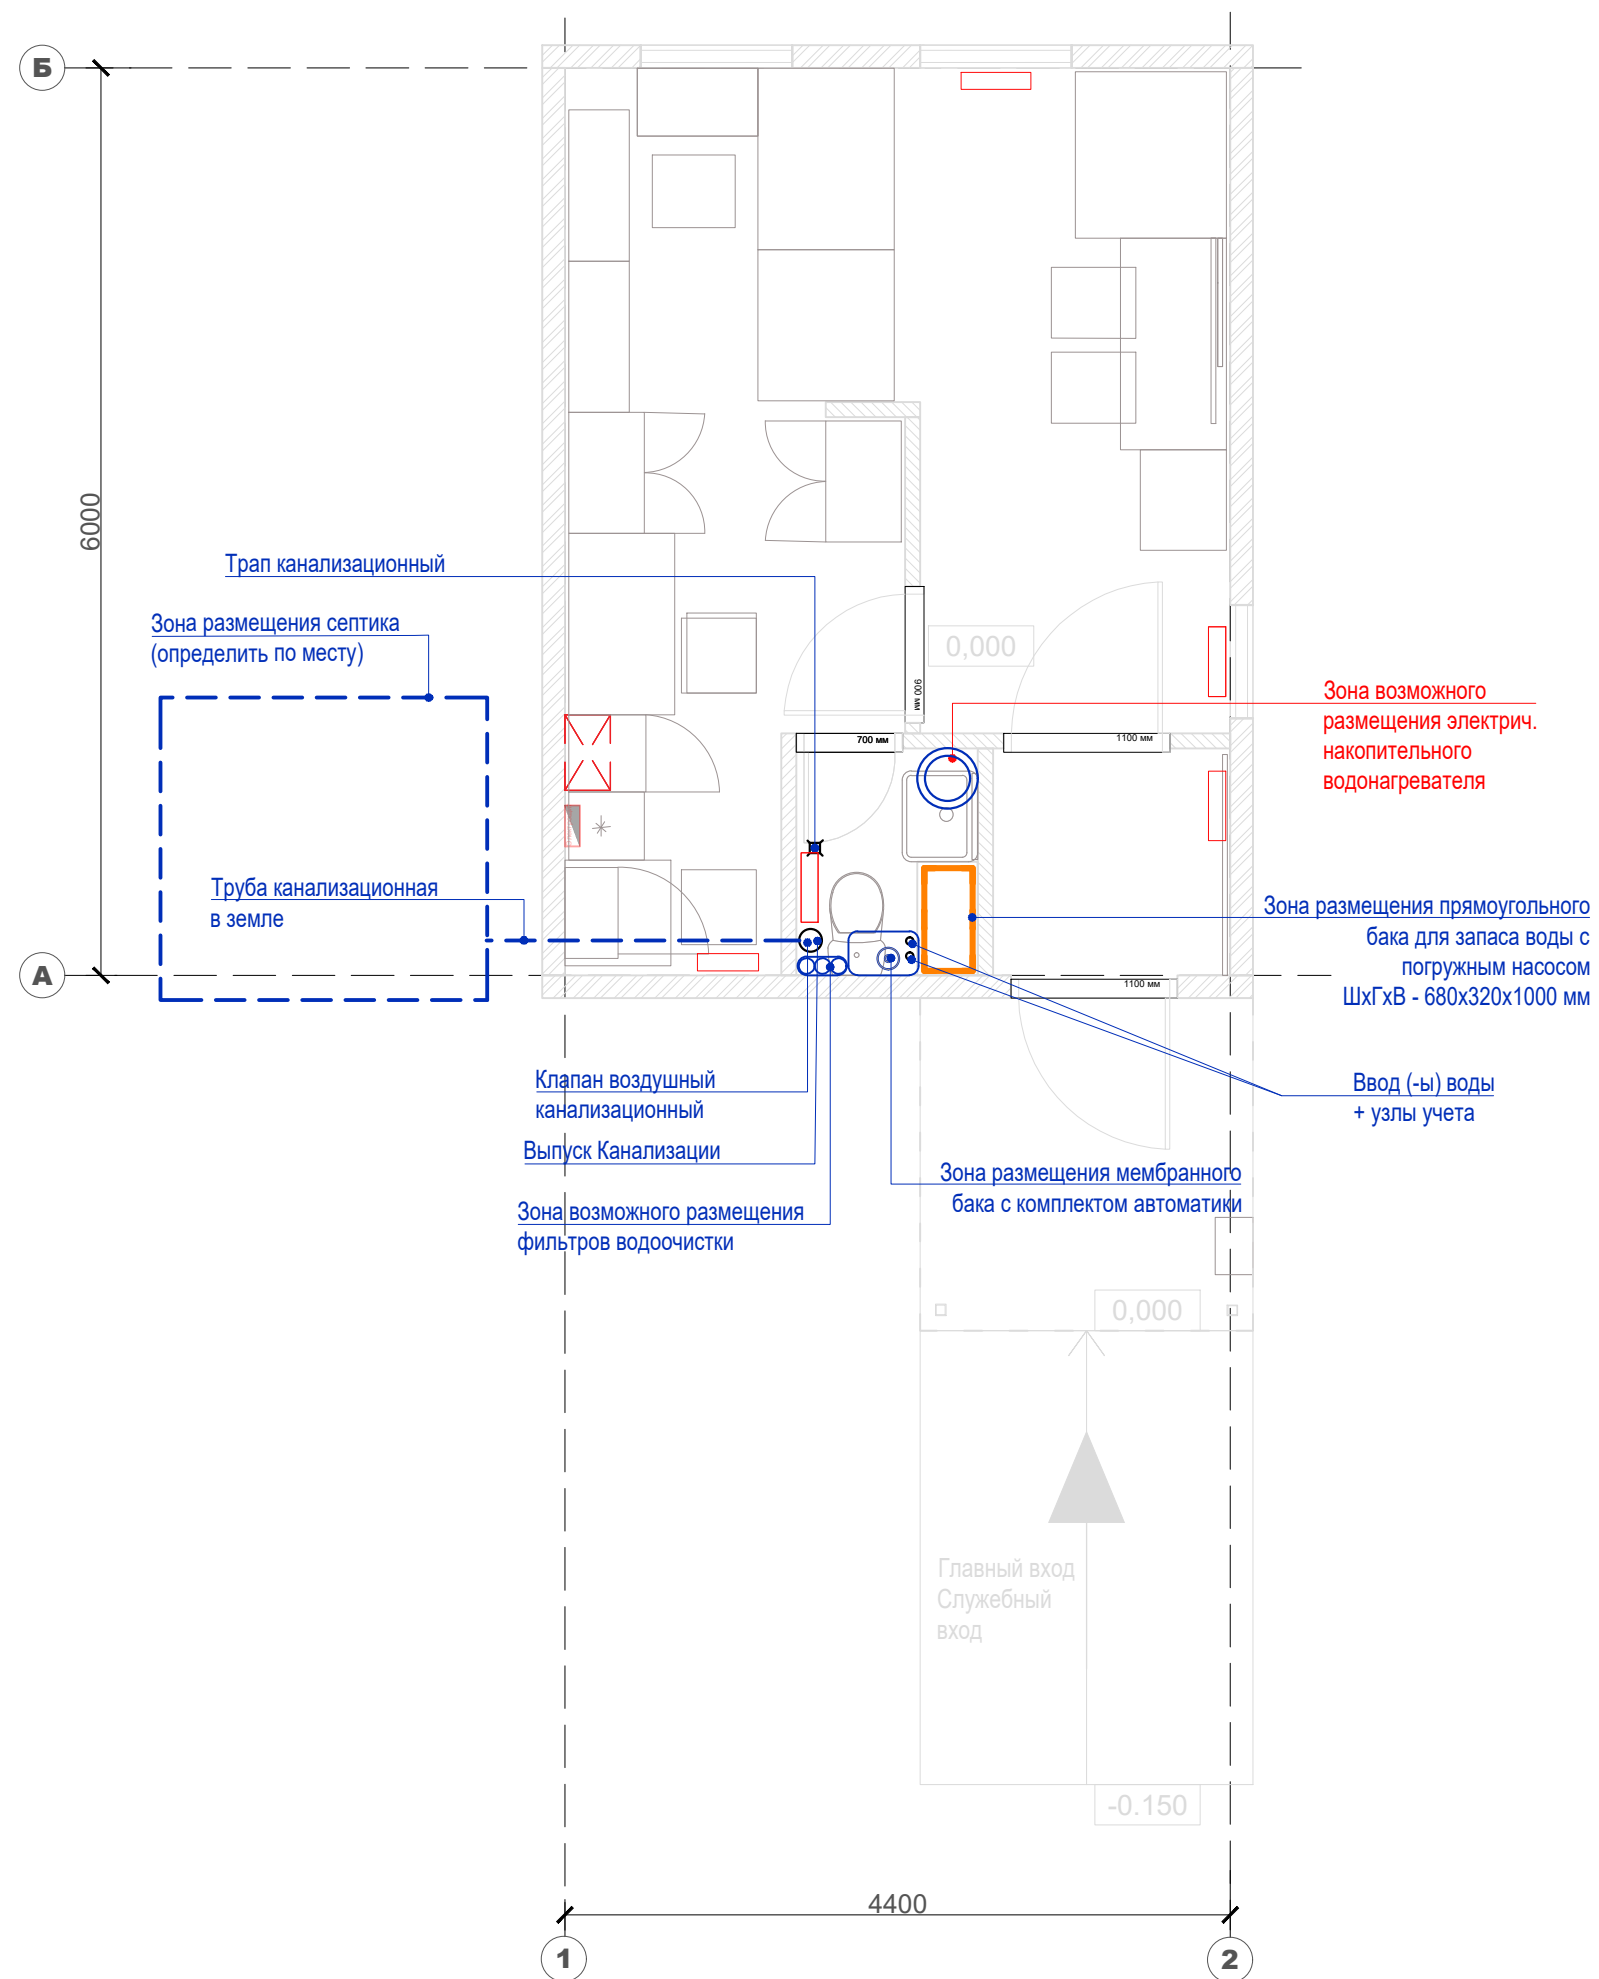 Б
6000
Трап канализационный
Зона размещения септика
(определить по месту)
0,000
900 мм
700 мм
1100 мм
Зона возможного
размещения электрич.
накопительного
водонагревателя
Труба канализационная
в земле
Зона размещения прямоугольного
бака для запаса воды с
погружным насосом
ШхГхВ - 680х320х1000 мм
А
1100 мм
Клапан воздушный
канализационный
Ввод (-ы) воды
+ узлы учета
Выпуск Канализации
Зона размещения мембранного
бака с комплектом автоматики
Зона возможного размещения
фильтров водоочистки
0,000
Главный вход
Служебный
вход
-0.150
4400
1
2